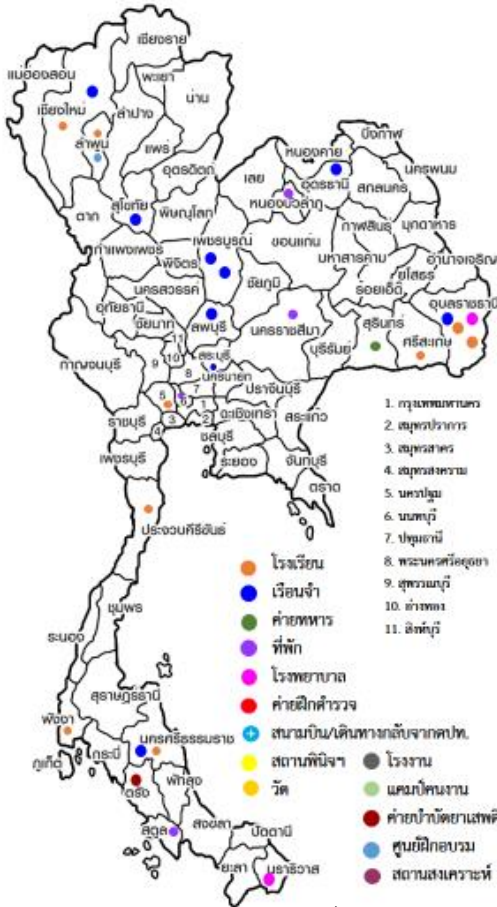 เชียงราย
แม่ฮ่องสอน
พะเยา
น่าน
เชียงใหม่
ลำปาง
ลำพูน
แพร่
อุตรดิตถ์
ตาก
สุโขทัย
พิษณุโลก
กำแพงเพชร
พิจิตร
เพชรบูรณ์
นครสวรรค์
อุทัยธานี
ชัยนาท
ลพบุรี
สระบุรี
บึงกาฬ
หนองคาย
เลย
อุดรธานี
นครพนม
สกลนคร
หนองบัวลำภู
ขอนแก่น
กาฬสินธุ์
มุกดาหาร
มหาสารคาม
ชัยภูมิ
ร้อยเอ็ด
ยโสธร
อำนาจเจริญ
อุบลราชธานี
นครราชสีมา
บุรีรัมย์
สุรินทร์
ศรีสะเกษ
กาญจนบุรี
11
10
9
8
7
นครนายก
ปราจีนบุรี
5
6
1
ฉะเชิงเทรา
สระแก้ว
ราชบุรี
3
2
4
ชลบุรี
เพชรบุรี
ระยอง
จันทบุรี
ตราด
ประจวบคีรีขันธ์
ชุมพร
ระนอง
สุราษฎร์ธานี
พังงา
ภูเก็ต
กระบี่
นครศรีธรรมราช
ตรัง
พัทลุง
สตูล
สงขลา
ปัตตานี
ยะลา
นราธิวาส
1. กรุงเทพมหานคร
2. สมุทรปราการ
3. สมุทรสาคร
4. สมุทรสงคราม
5. นครปฐม
6. นนทบุรี
7. ปทุมธานี
8. พระนครศรีอยุธยา
9. สุพรรณบุรี
10. อ่างทอง
11. สิงห์บุรี
โรงเรียน
เรือนจำ
ค่ายทหาร
ที่พัก
โรงพยาบาล
ค่ายฝึกตำรวจ
สนามบิน/เดินทางกลับจากตปท.
สถานพินิจฯ
วัด
โรงงาน
แคมป์คนงาน
ค่ายบำบัดยาเสพติ
ศูนย์ฝึกอบรม
สถานสงเคราะห์